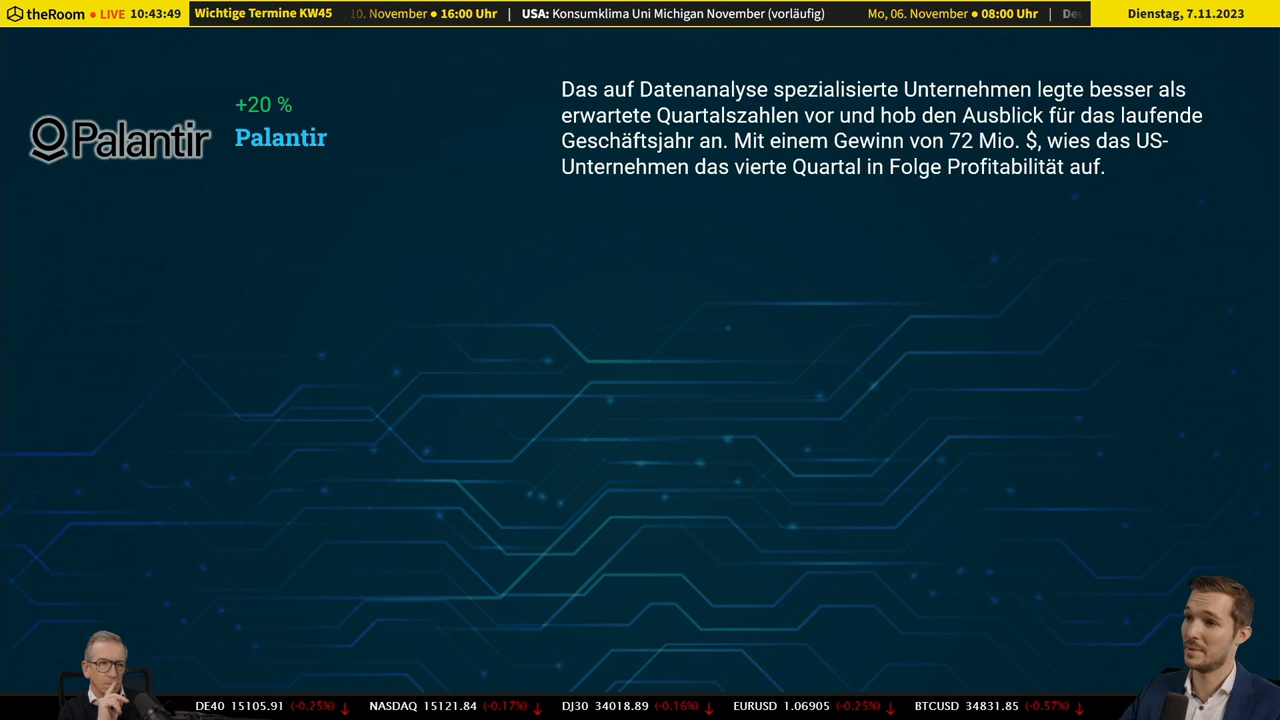 theRoom ● LIVE 10:43:49 Wichtige Termine KW45 10. November ● 16:00 Uhr | USA: Konsumklima Uni Michigan November (vorläufig) Mo, 06. November ● 08:00 Uhr | Dienstag, 7.11.2023
+20 %
Palantir
Palantir
Das auf Datenanalyse spezialisierte Unternehmen legte besser als
erwartete Quartalszahlen vor und hob den Ausblick für das laufende
Geschäftsjahr an. Mit einem Gewinn von 72 Mio. $, wies das US-
Unternehmen das vierte Quartal in Folge Profitabilität auf.
DE40 15105.91 (-0.25%) ↓ NASDAQ 15121.84 (-0.17%) ↓ DJ30 34018.89 (-0.16%) ↓ EURUSD 1.06905 (-0.25%) ↓ BTCUSD 34831.85 (-0.57%) ↓